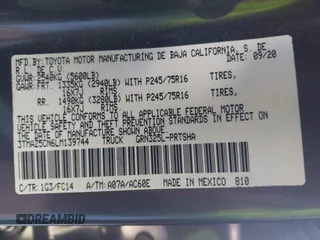 MFD. BY: TOYOTA MOTOR MANUFACTURING DE BAJA CALIFORNIA, S. DE
R.L. DE C.V. 09/20
GVWR: 2540KG (5600LB)
GAWR: FRT. 1335KG (2940LB) WITH P245/75R16 TIRES,
16X7J RIMS
RR. 1490KG (3280LB) WITH P245/75R16 TIRES,
16X7J RIMS
THIS VEHICLE CONFORMS TO ALL APPLICABLE FEDERAL MOTOR
VEHICLE SAFETY AND THEFT PREVENTION STANDARDS IN EFFECT ON
THE DATE OF MANUFACTURE SHOWN ABOVE.
3TYAZ5CN6LM139744 TRUCK GRN325L-PRTSHA
C/TR: 1G3/FC14 A/TM: A07A/AC60E MADE IN MEXICO 810